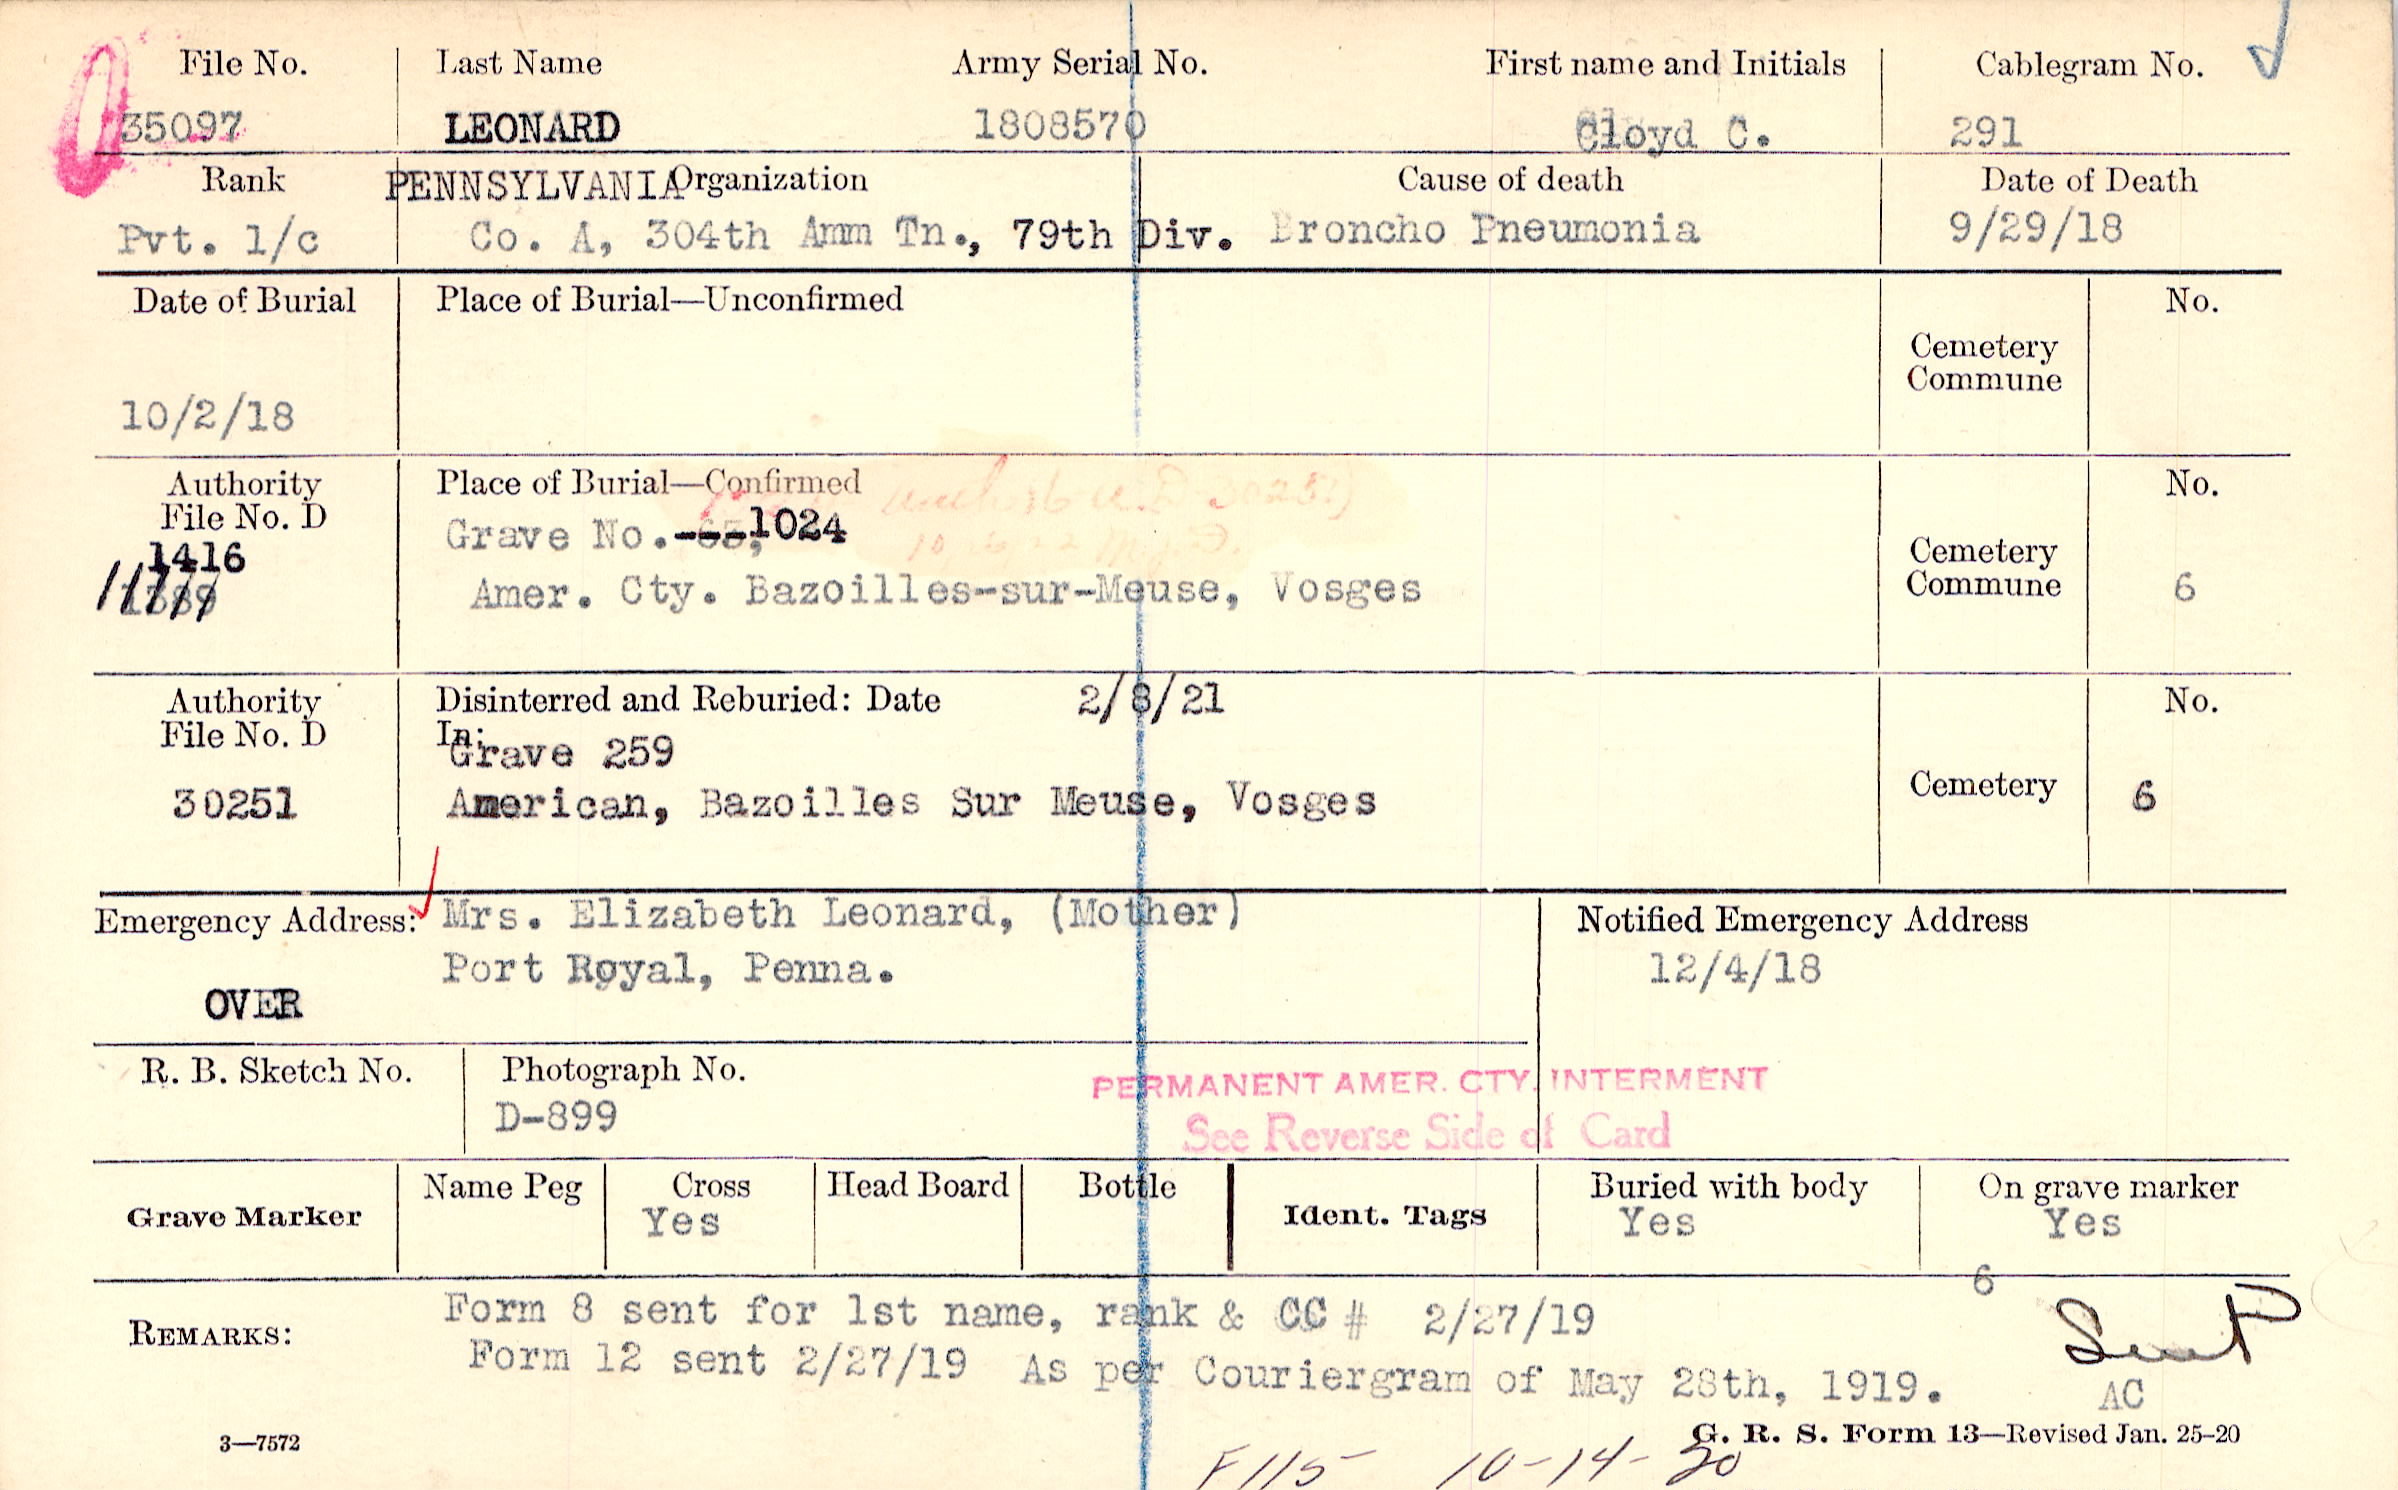 File No. Last Name Army Serial No. First name and Initials Cablegram No.
35097 LEONARD 1808570 Cloyd C. 291
Rank PENNSYLVANIA Organization Cause of death Date of Death
Pvt. 1/c Co. A, 304th Amm Tn., 79th Div. Broncho Pneumonia 9/29/18
Date of Burial Place of Burial—Unconfirmed No.
Cemetery
Commune
10/2/18
Authority Place of Burial—Confirmed No.
File No. D Grave No. ---1024
1416 Cemetery
Amer. Cty. Bazoilles-sur-Meuse, Vosges Commune 6
Authority Disinterred and Reburied: Date 2/8/21 No.
File No. D In:
Grave 259
30251 American, Bazoilles Sur Meuse, Vosges Cemetery 6
Emergency Address: Mrs. Elizabeth Leonard, (Mother) Notified Emergency Address
Port Royal, Penna. 12/4/18
OVER
R. B. Sketch No. Photograph No.
D-899
PERMANENT AMER. CTY. INTERMENT
See Reverse Side of Card
Grave Marker Name Peg Cross Head Board Bottle Ident. Tags Buried with body On grave marker
Yes Yes Yes
6
REMARKS: Form 8 sent for 1st name, rank & CC # 2/27/19
Form 12 sent 2/27/19 As per Couriergram of May 28th, 1919.
Sent
AC
3—7572 G. R. S. Form 13—Revised Jan. 25-20
F115 10-14-20